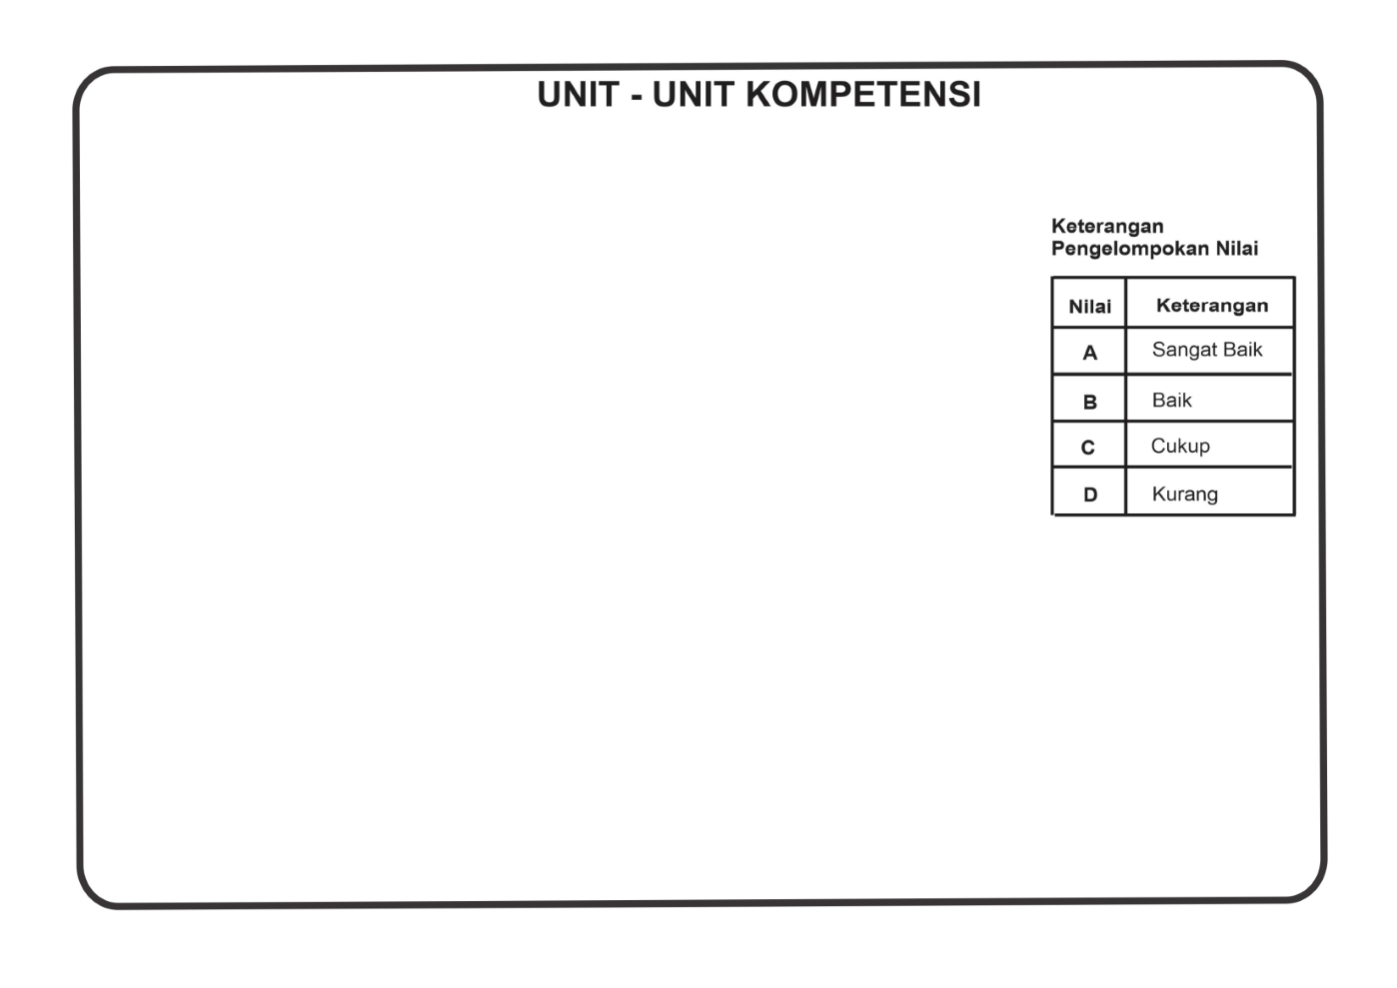 UNIT - UNIT KOMPETENSI
Keterangan
Pengelompokan Nilai
Nilai Keterangan
A Sangat Baik
B Baik
C Cukup
D Kurang